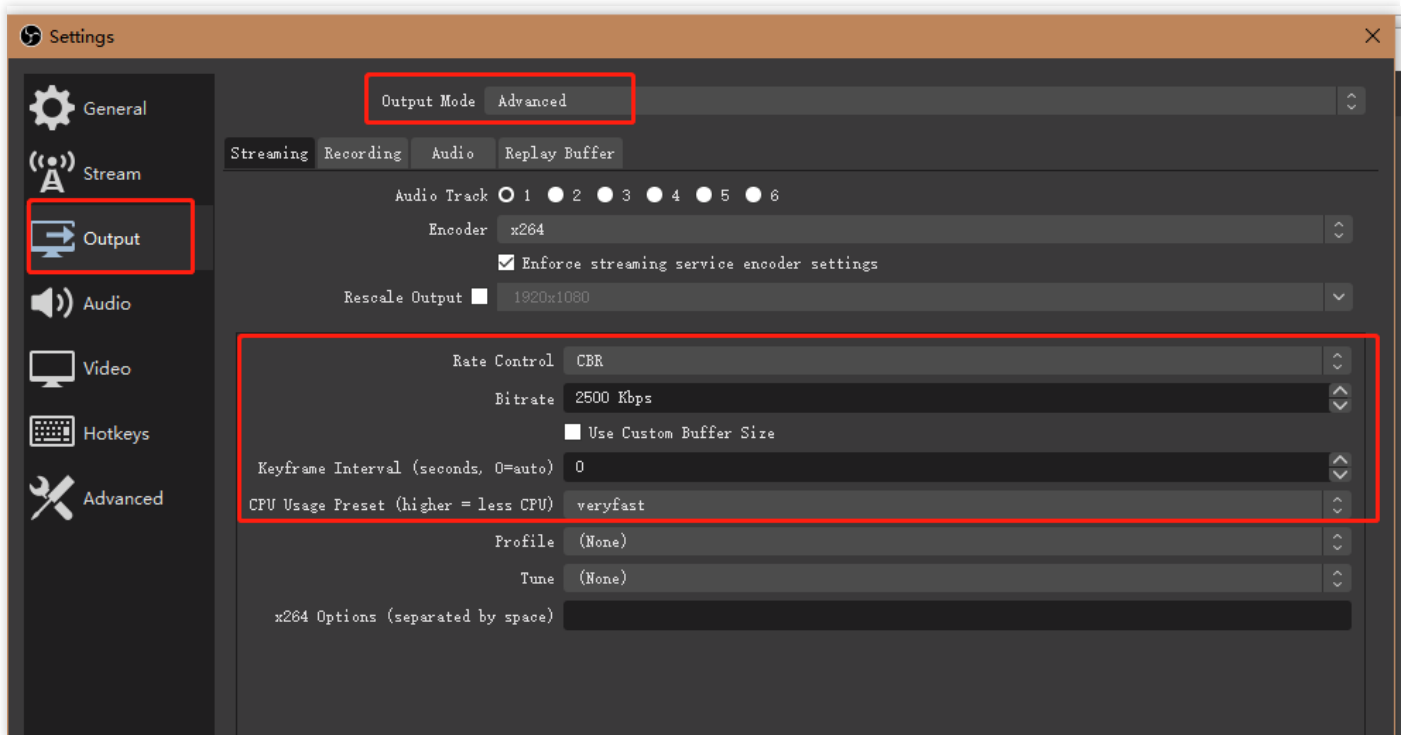 Settings
General
Stream
Output
Audio
Video
Hotkeys
Advanced
Output Mode Advanced
Streaming Recording Audio Replay Buffer
Audio Track 1 2 3 4 5 6
Encoder x264
Enforce streaming service encoder settings
Rescale Output 1920x1080
Rate Control CBR
Bitrate 2500 Kbps
Use Custom Buffer Size
Keyframe Interval (seconds, 0=auto) 0
CPU Usage Preset (higher = less CPU) veryfast
Profile (None)
Tune (None)
x264 Options (separated by space)